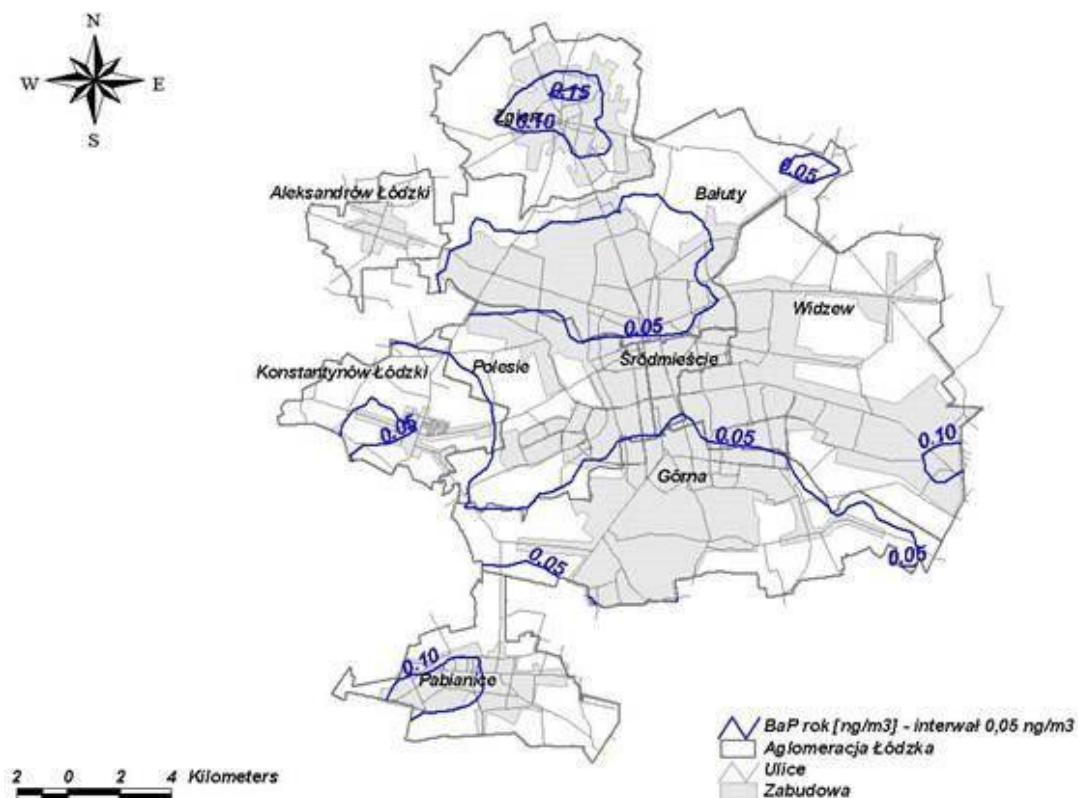 N
W E
S
0.15
Zgierz
0.10
0.05
Aleksandrów Łódzki
Bałuty
Widzew
0.05
Śródmieście
Polesie
Konstantynów Łódzki
0.05
0.05
0.10
Górna
0.05
0.05
0.10
Pabianice
BaP rok [ng/m3] - interwał 0,05 ng/m3
Aglomeracja Łódzka
Ulice
Zabudowa
2 0 2 4 Kilometers